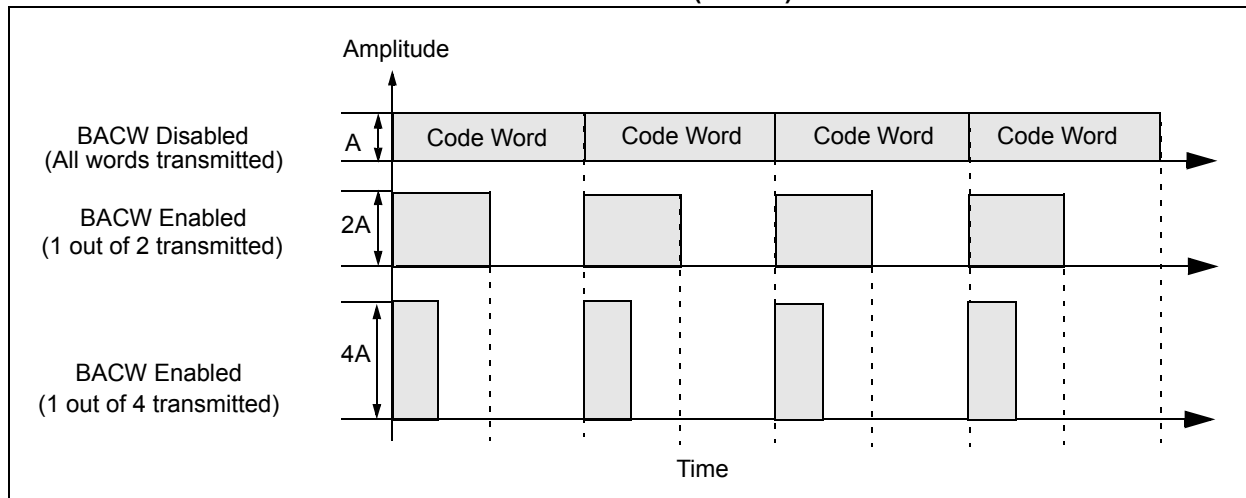 Amplitude
BACW Disabled
(All words transmitted)
A
Code Word
Code Word
Code Word
Code Word
BACW Enabled
(1 out of 2 transmitted)
2A
BACW Enabled
(1 out of 4 transmitted)
4A
Time